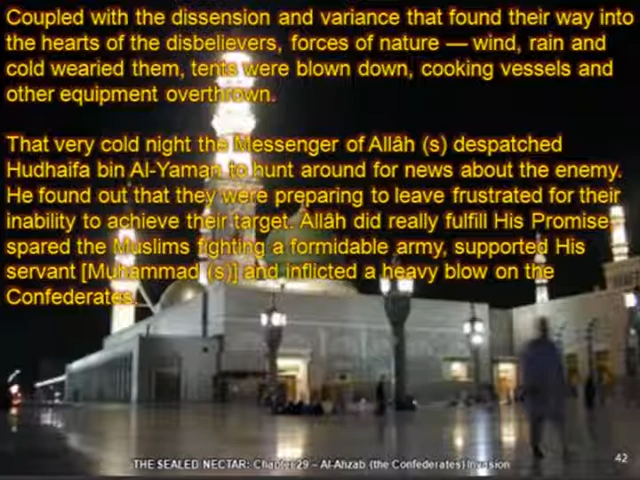 Coupled with the dissension and variance that found their way into
the hearts of the disbelievers, forces of nature — wind, rain and
cold wearied them, tents were blown down, cooking vessels and
other equipment overthrown.
That very cold night the Messenger of Allâh (s) despatched
Hudhaifa bin Al-Yaman to hunt around for news about the enemy.
He found out that they were preparing to leave frustrated for their
inability to achieve their target. Allâh did really fulfill His Promise
spared the Muslims fighting a formidable army, supported His
servant [Muhammad (s)] and inflicted a heavy blow on the
Confederates.
THE SEALED NECTAR: Chapter 29 – Al-Ahzab (the Confederates) Invasion
42